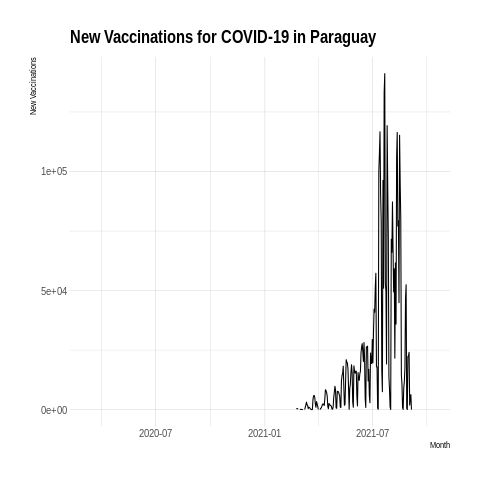 New Vaccinations for COVID-19 in Paraguay
New Vaccinations
1e+05
5e+04
0e+00
2020-07
2021-01
2021-07
Month